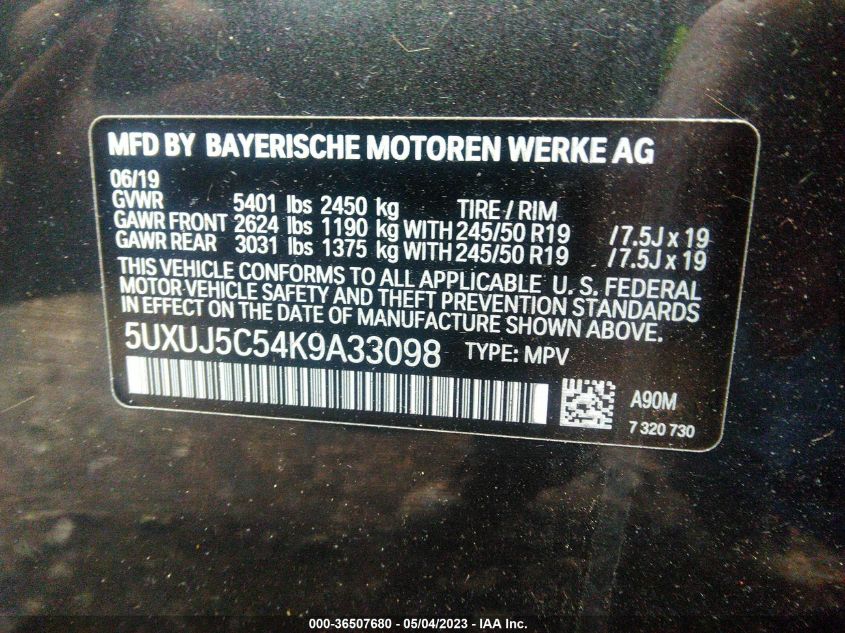 MFD BY BAYERISCHE MOTOREN WERKE AG
06/19
GVWR 5401 lbs 2450 kg TIRE / RIM
GAWR FRONT 2624 lbs 1190 kg WITH 245/50 R19 /7.5J x 19
GAWR REAR 3031 lbs 1375 kg WITH 245/50 R19 /7.5J x 19
THIS VEHICLE CONFORMS TO ALL APPLICABLE U. S. FEDERAL
MOTOR VEHICLE SAFETY AND THEFT PREVENTION STANDARDS
IN EFFECT ON THE DATE OF MANUFACTURE SHOWN ABOVE.
5UXUJ5C54K9A33098 TYPE: MPV
A90M
7 320 730
000-36507680 - 05/04/2023 - IAA Inc.